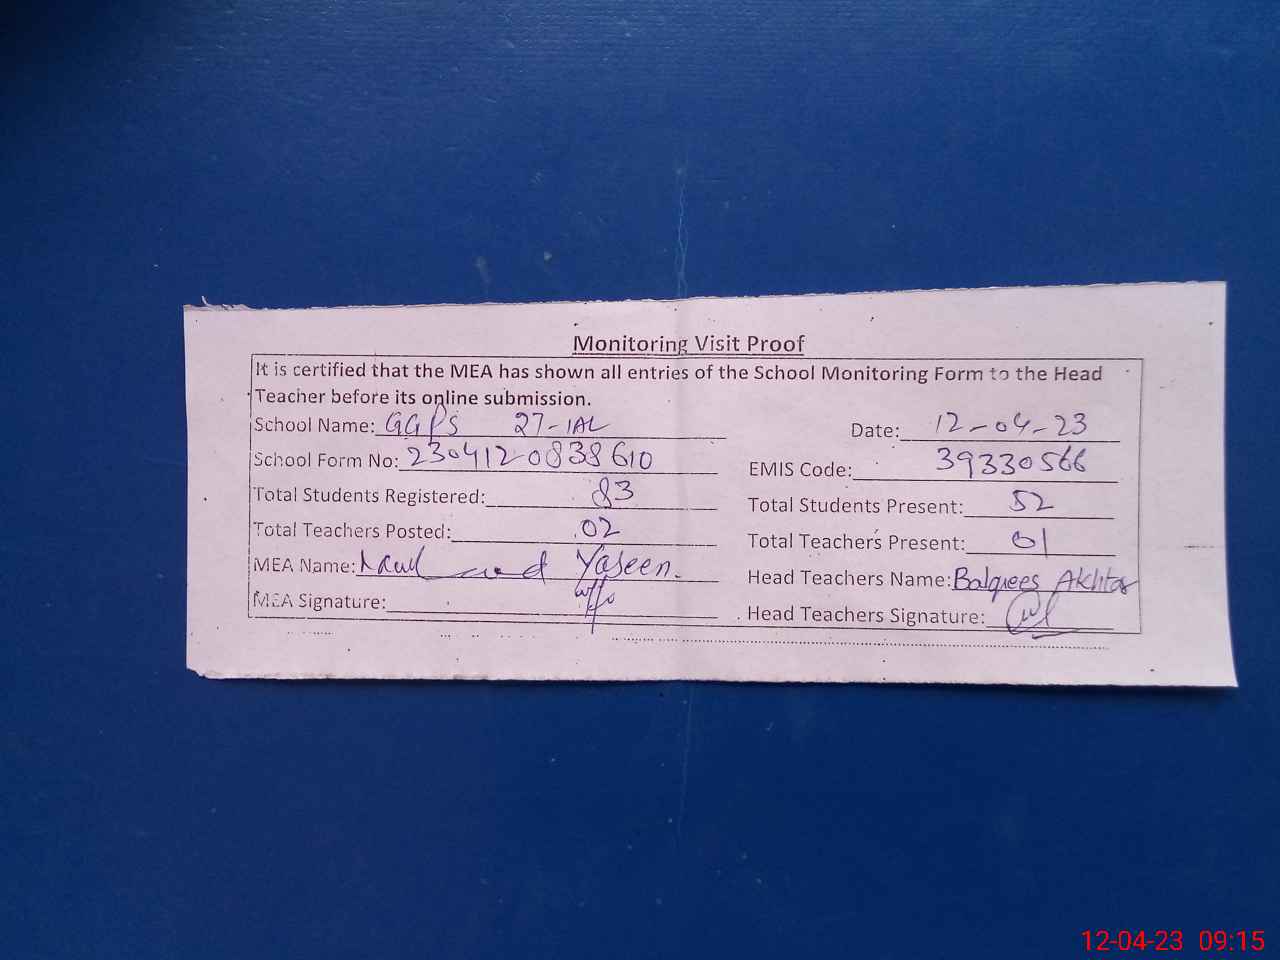 Monitoring Visit Proof
It is certified that the MEA has shown all entries of the School Monitoring Form to the Head
Teacher before its online submission.
School Name: GGPS 27-1AL Date: 12-04-23
School Form No: 2304120838610 EMIS Code: 39330566
Total Students Registered: 83 Total Students Present: 52
Total Teachers Posted: 02 Total Teachers Present: 01
MEA Name: Yaseen. Head Teachers Name: Balqees Akhtar
MEA Signature: Head Teachers Signature:
12-04-23 09:15